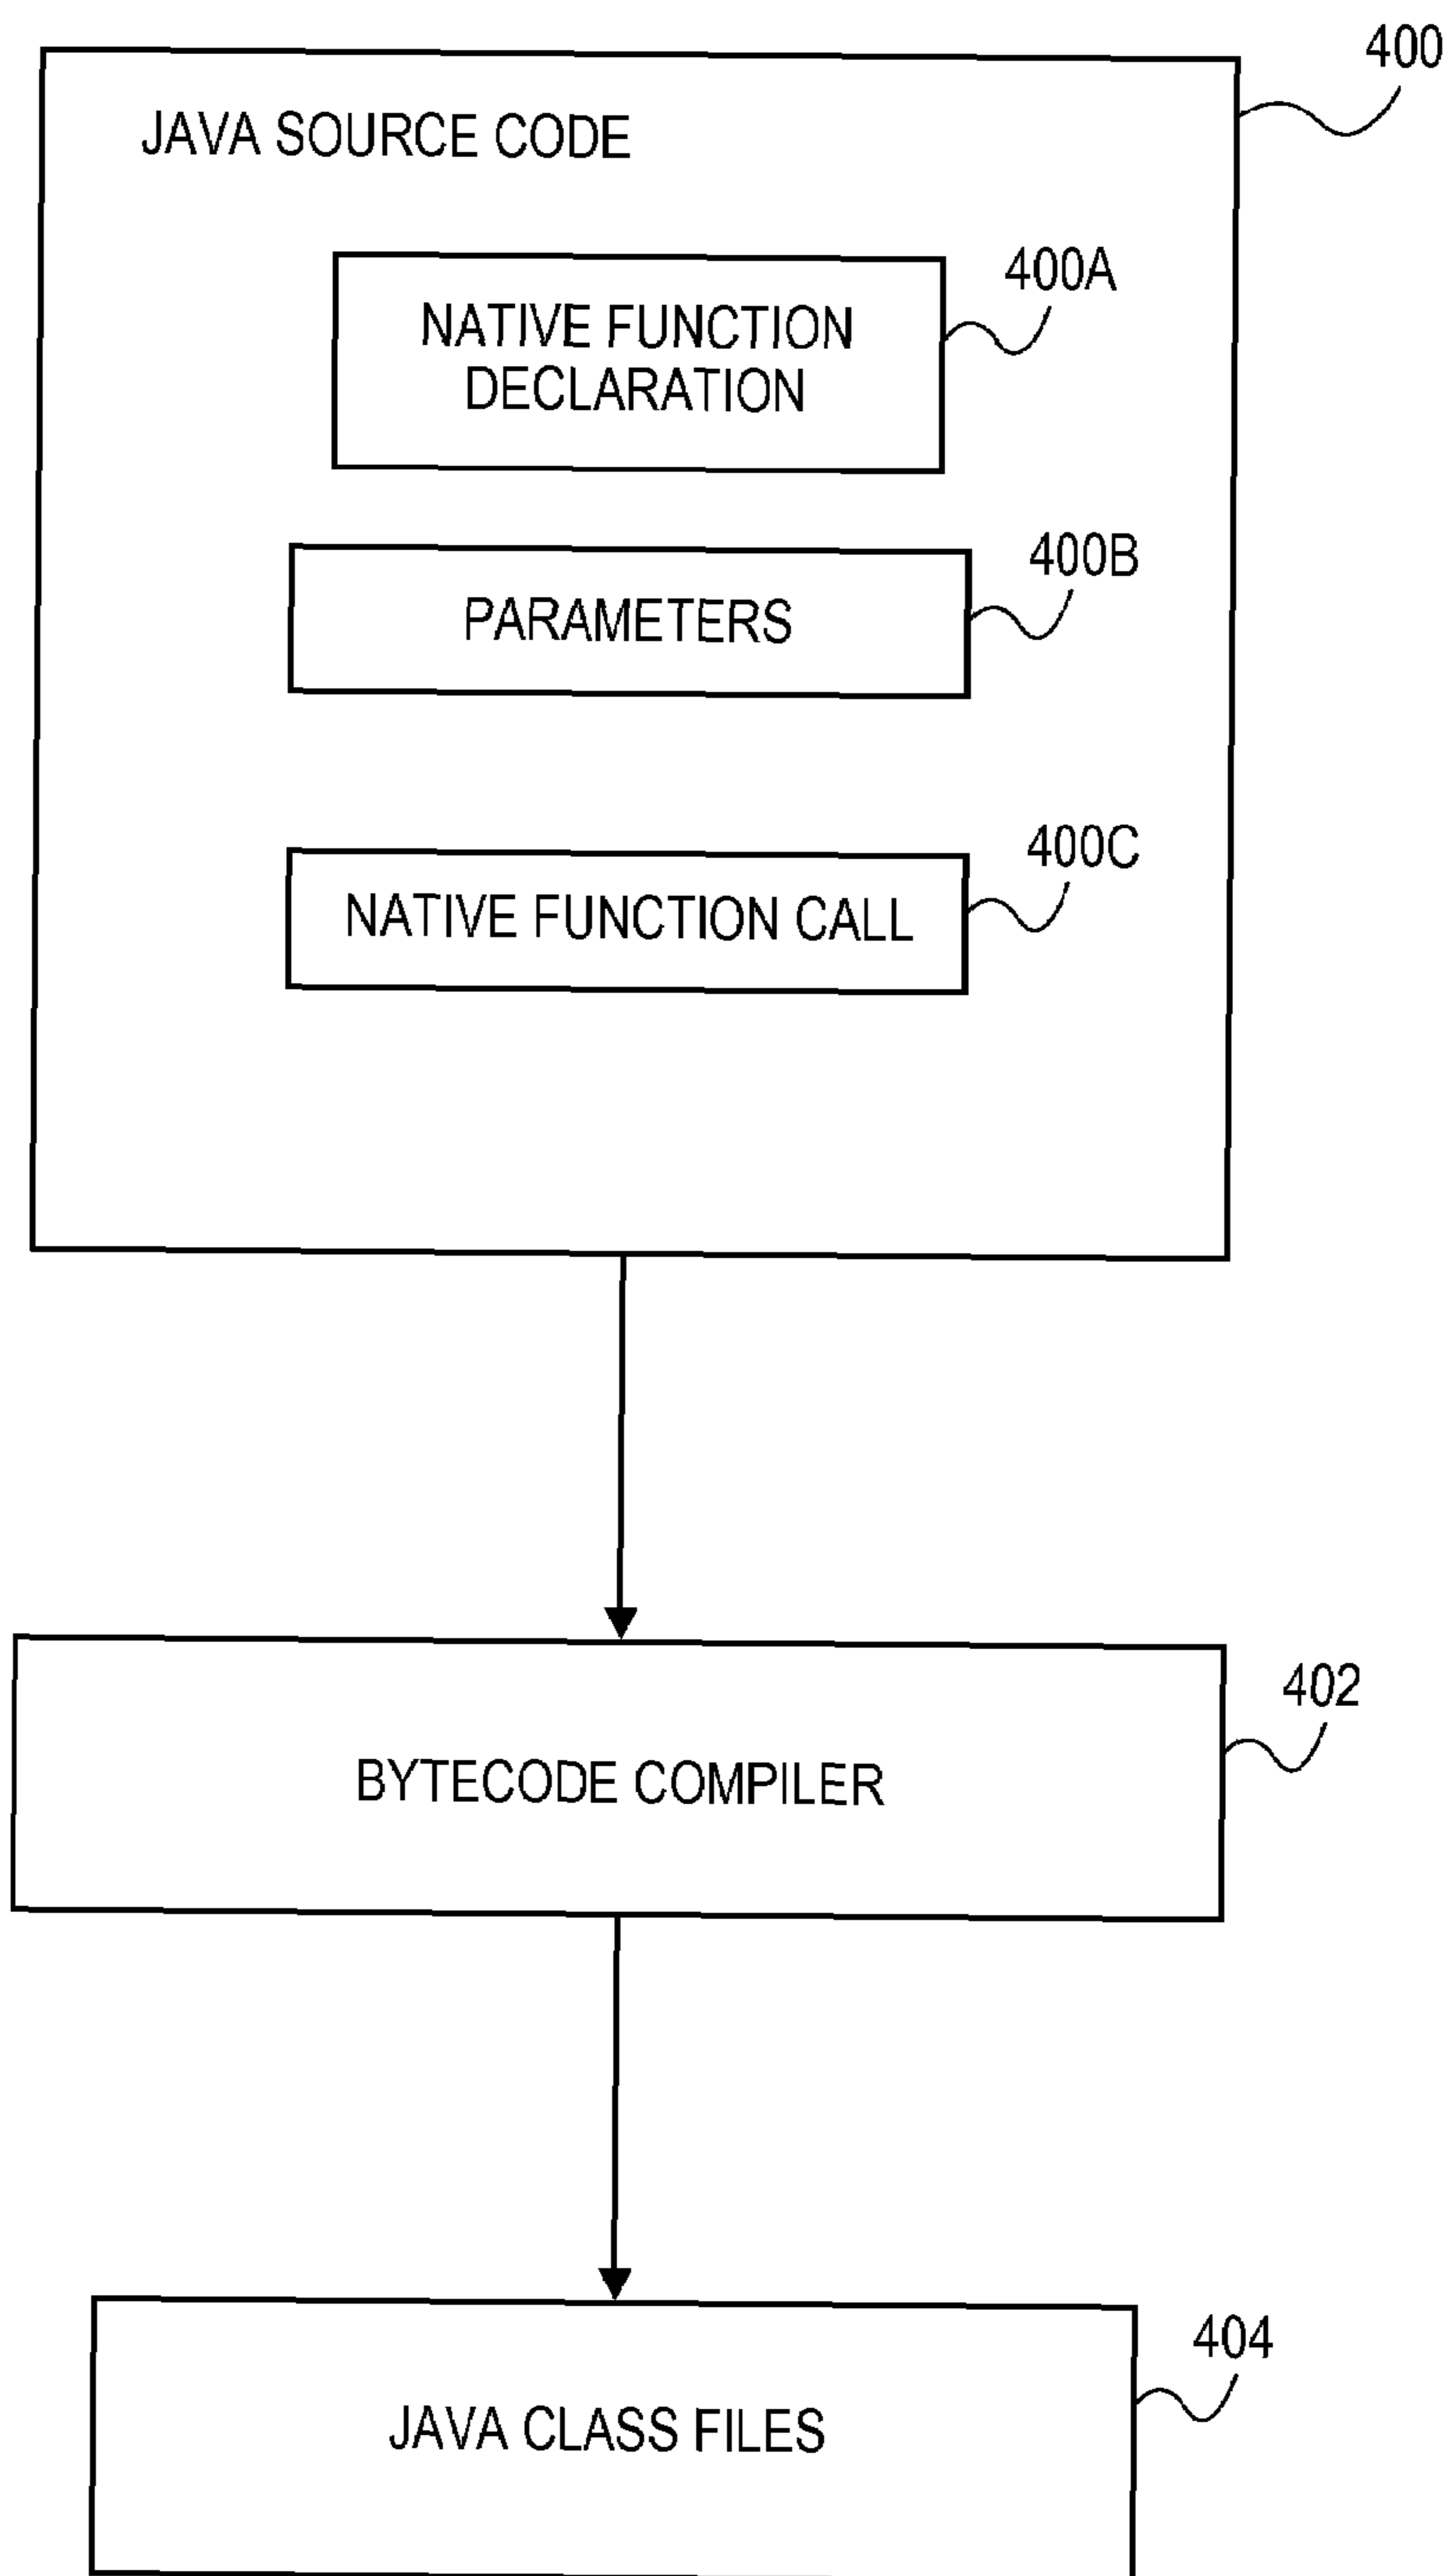 400
JAVA SOURCE CODE
400A
NATIVE FUNCTION
DECLARATION
400B
PARAMETERS
400C
NATIVE FUNCTION CALL
402
BYTECODE COMPILER
404
JAVA CLASS FILES